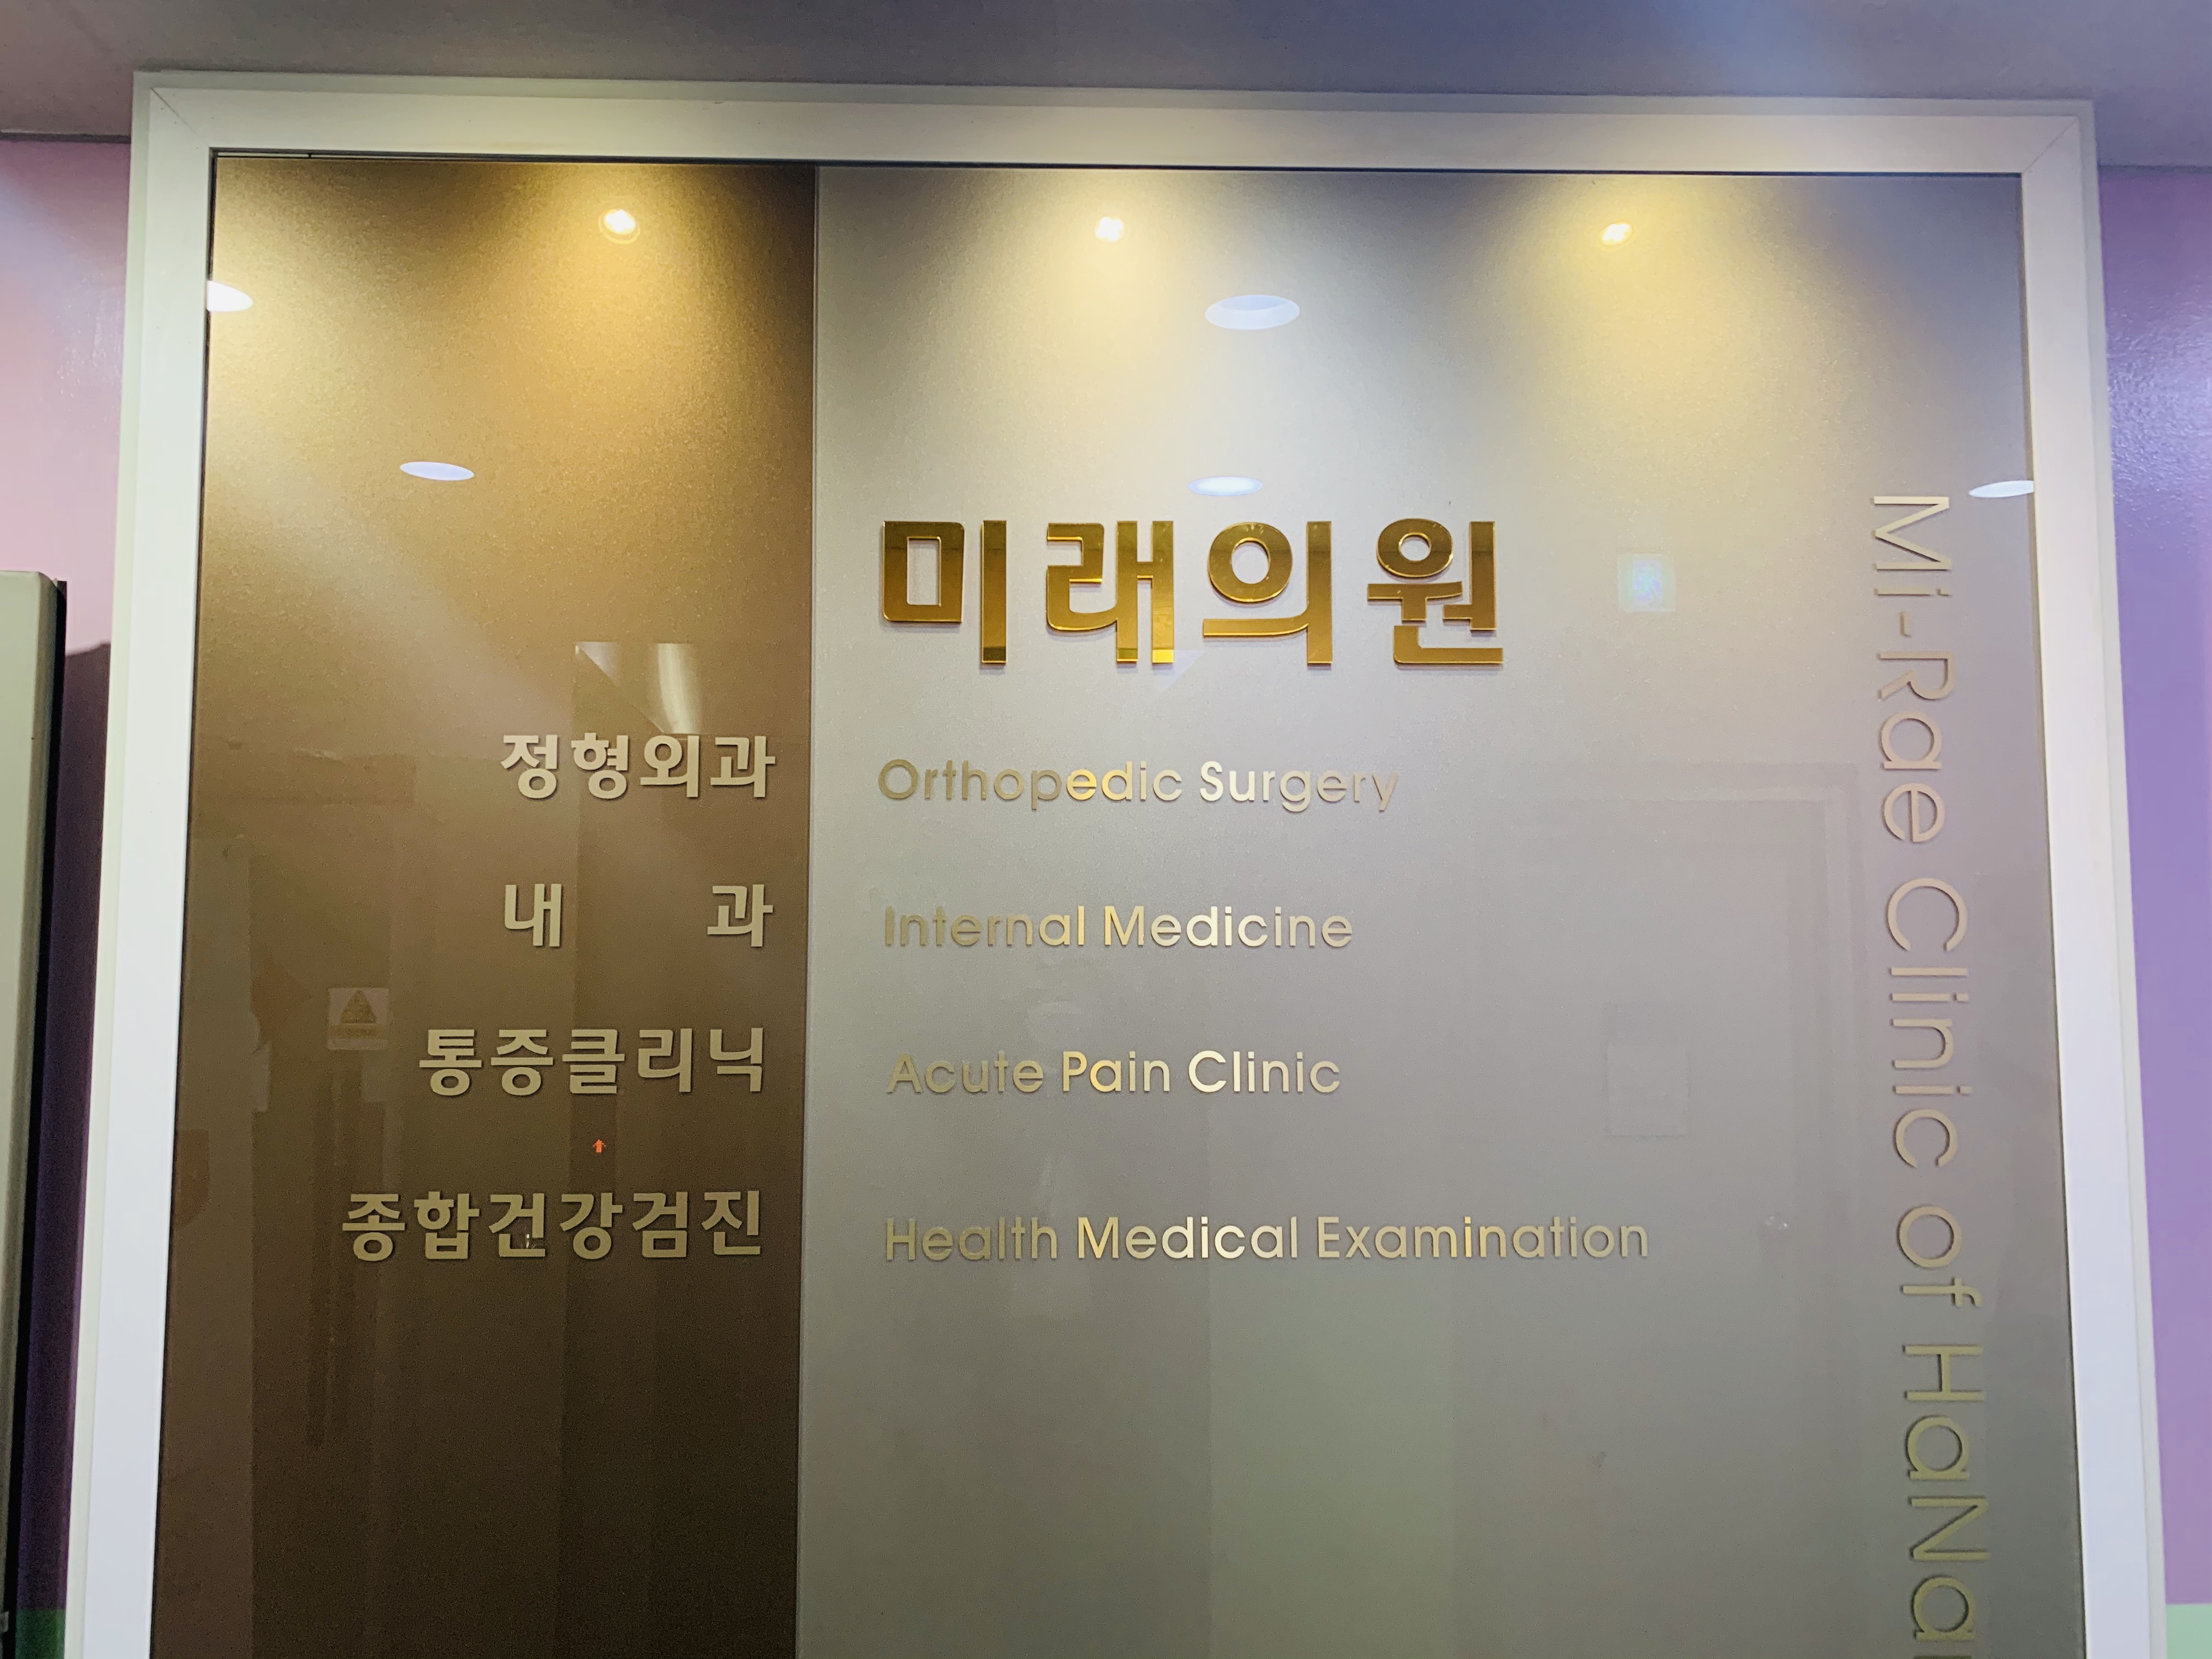 미래의원
정형외과 Orthopedic Surgery
내 과 Internal Medicine
통증클리닉 Acute Pain Clinic
종합건강검진 Health Medical Examination
Mi-Rae Clinic of HaNa